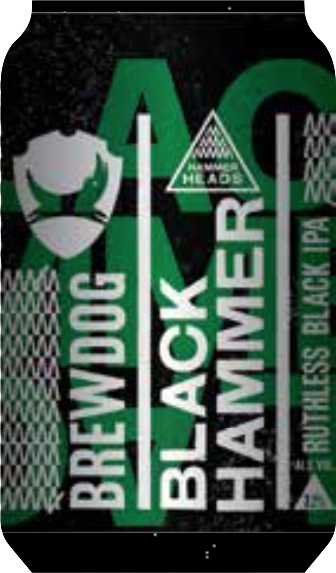 HAMMER
HEADS
BREWDOG
BLACK
HAMMER
RUTHLESS BLACK IPA